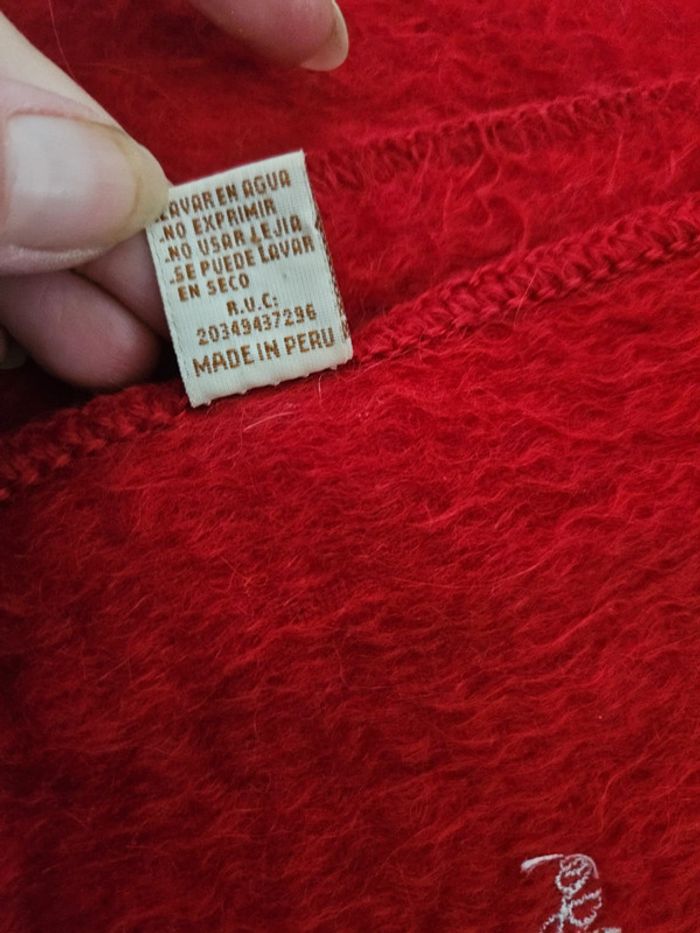 LAVAR EN AGUA
.NO EXPRIMIR
.NO USAR LEJIA
.SE PUEDE LAVAR
EN SECO
R.U.C:
20349437296
MADE IN PERU